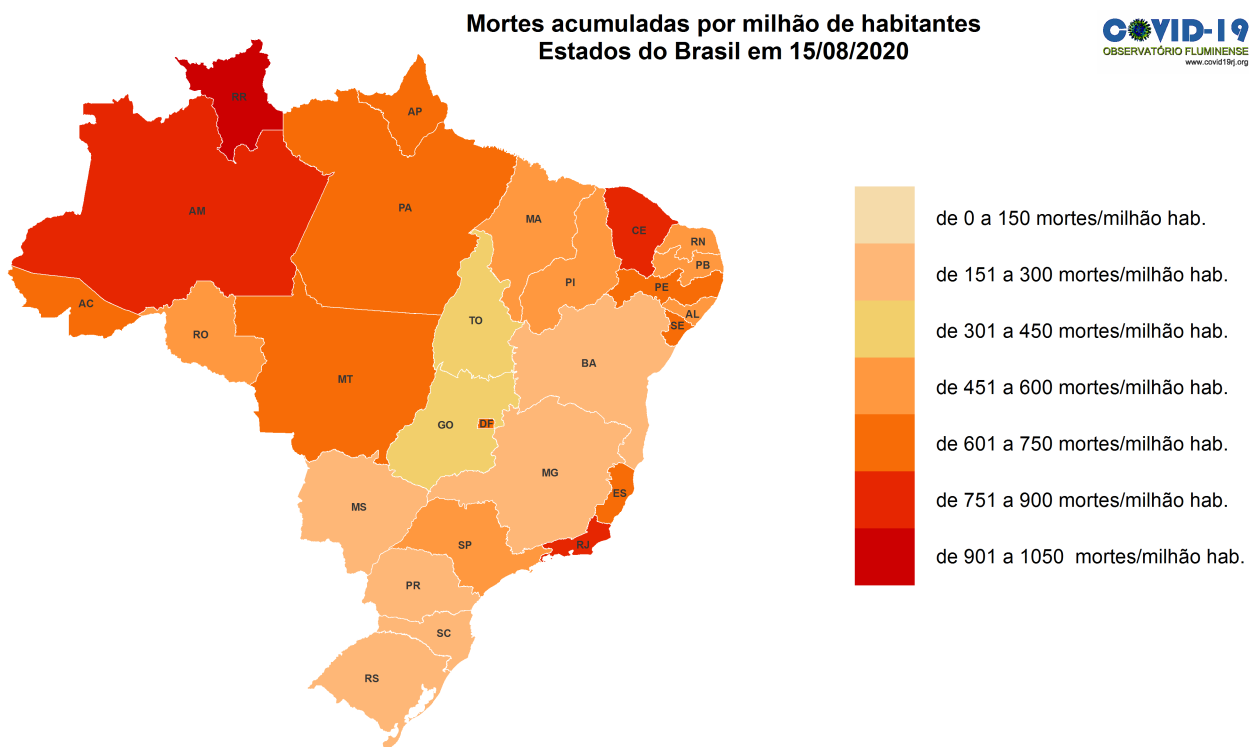 Mortes acumuladas por milhão de habitantes
Estados do Brasil em 15/08/2020
COVID-19
OBSERVATÓRIO FLUMINENSE
www.covid19rj.org
RR
AP
AM
PA
MA
CE
RN
PB
PI
PE
AC
AL
SE
TO
RO
BA
MT
GO
DF
MG
ES
MS
SP
RJ
PR
SC
RS
de 0 a 150 mortes/milhão hab.
de 151 a 300 mortes/milhão hab.
de 301 a 450 mortes/milhão hab.
de 451 a 600 mortes/milhão hab.
de 601 a 750 mortes/milhão hab.
de 751 a 900 mortes/milhão hab.
de 901 a 1050 mortes/milhão hab.